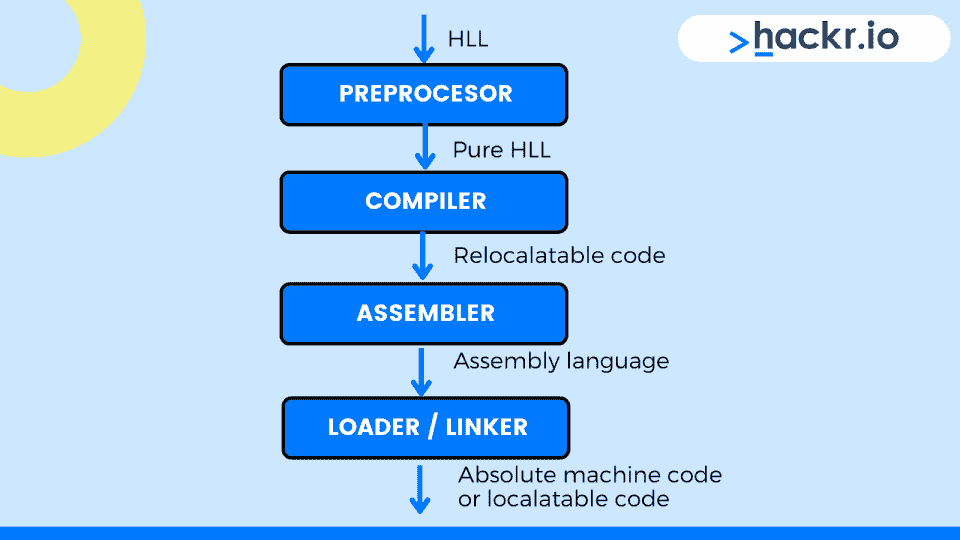 HLL
>hackr.io
PREPROCESOR
Pure HLL
COMPILER
Relocalatable code
ASSEMBLER
Assembly language
LOADER / LINKER
Absolute machine code
or localatable code